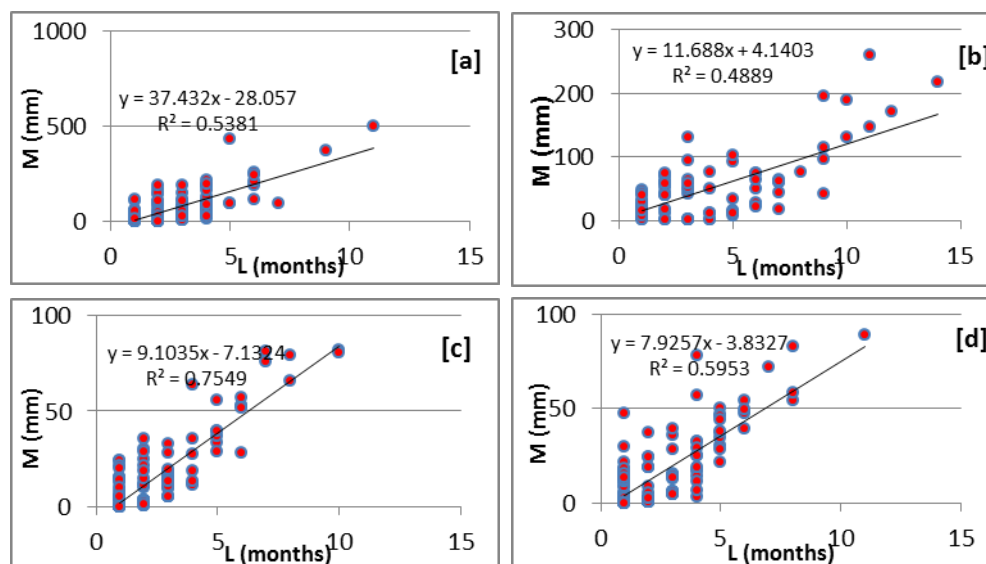 1000
500
0
0
5
10
15
M (mm)
L (months)
[a]
y = 37.432x - 28.057
R² = 0.5381
300
200
100
0
0
5
10
15
M (mm)
L (months)
[b]
y = 11.688x + 4.1403
R² = 0.4889
100
50
0
0
5
10
15
M (mm)
L (months)
[c]
y = 9.1035x - 7.1324
R² = 0.7549
100
50
0
0
5
10
15
M (mm)
L (months)
[d]
y = 7.9257x - 3.8327
R² = 0.5953